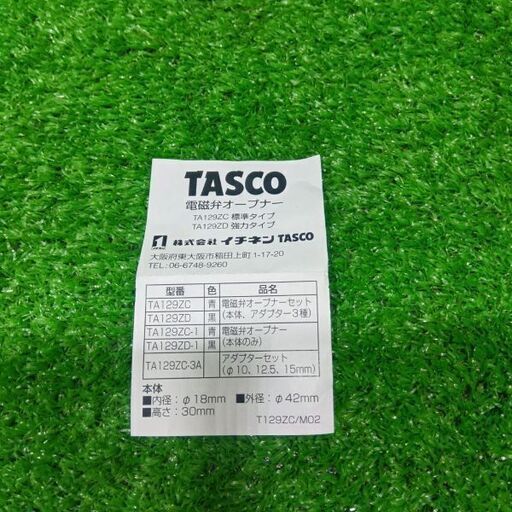 TASCO
電磁弁オープナー
TA129ZC 標準タイプ
TA129ZD 強力タイプ
株式会社 イチネン TASCO
大阪府東大阪市稲田上町1-17-20
TEL:06-6748-9260
型番 色 品名
TA129ZC 青 電磁弁オープナーセット
TA129ZD 黒 (本体、アダプター3種)
TA129ZC-1 青 電磁弁オープナー
TA129ZD-1 黒 (本体のみ)
TA129ZC-3A アダプターセット
(φ10、12.5、15mm)
本体
■内径:φ18mm ■外径:φ42mm
■高さ:30mm
T129ZC/M02